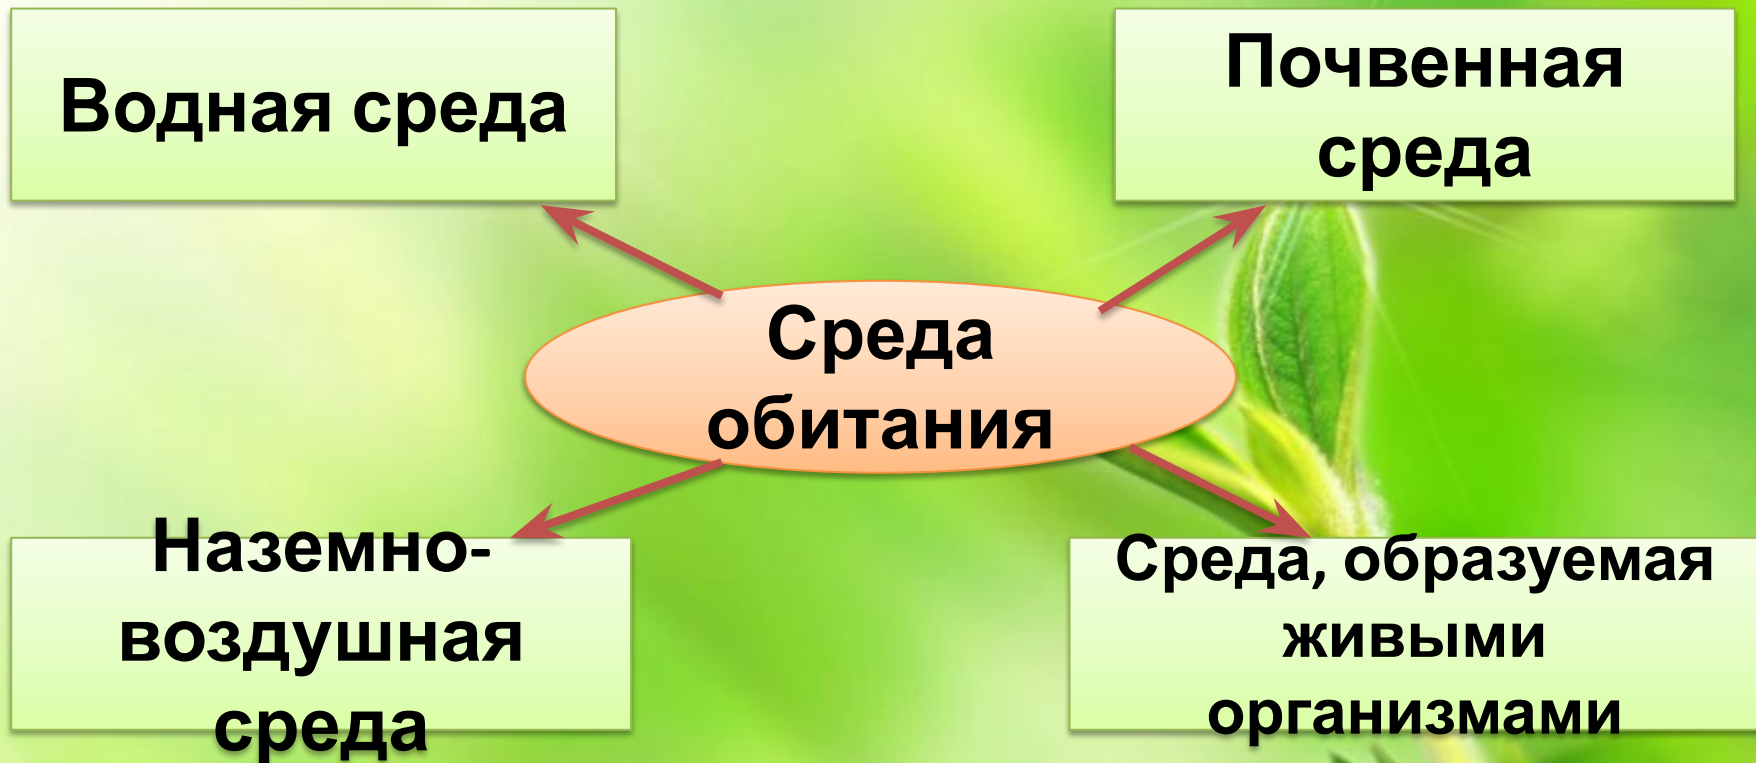 Водная среда
Почвенная
среда
Среда
обитания
Наземно-
воздушная
среда
Среда, образуемая
живыми
организмами